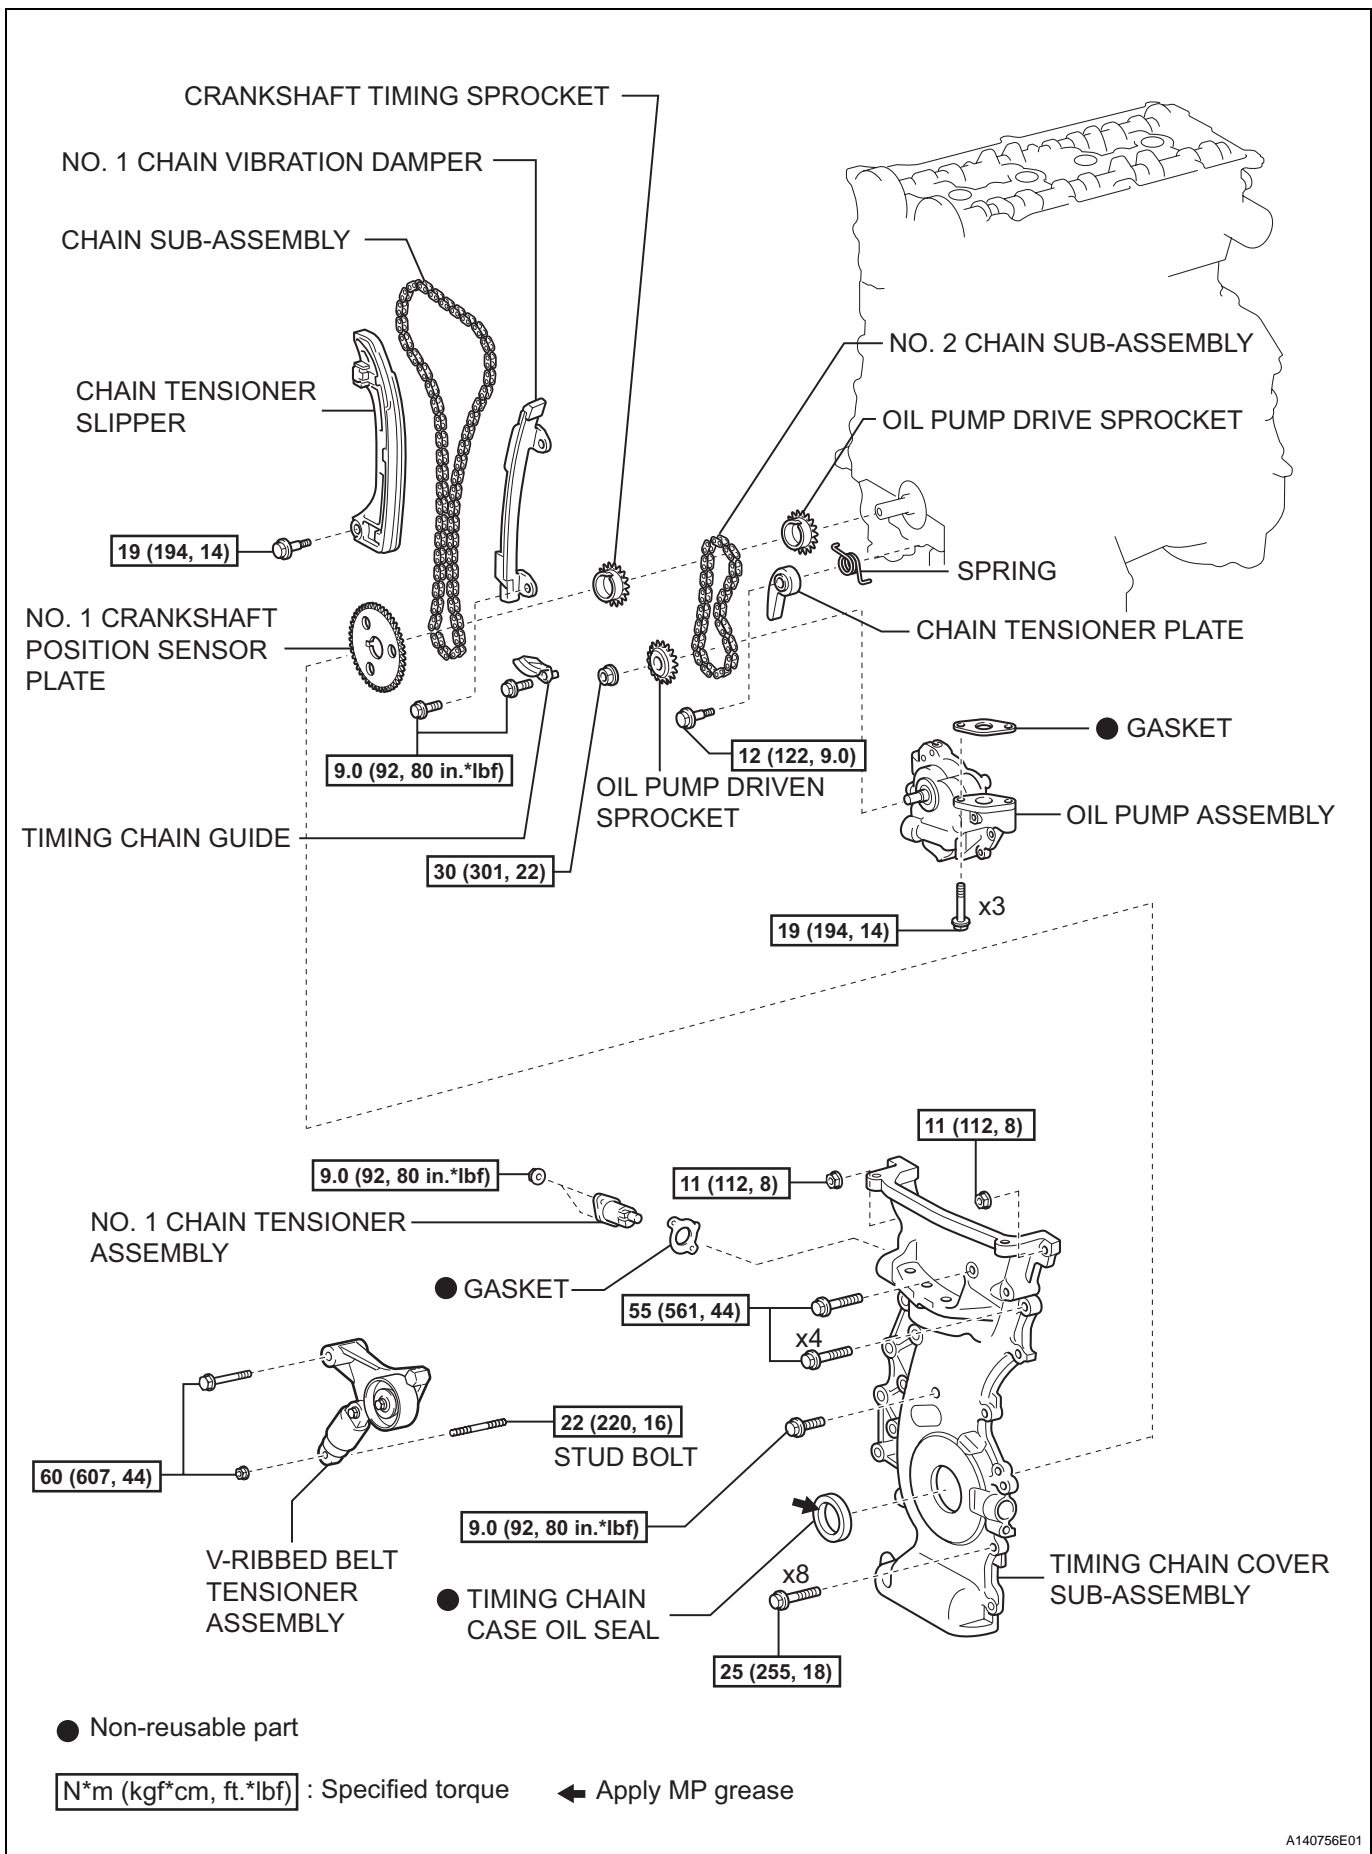 CRANKSHAFT TIMING SPROCKET
NO. 1 CHAIN VIBRATION DAMPER
CHAIN SUB-ASSEMBLY
NO. 2 CHAIN SUB-ASSEMBLY
CHAIN TENSIONER
SLIPPER
OIL PUMP DRIVE SPROCKET
19 (194, 14)
SPRING
NO. 1 CRANKSHAFT
POSITION SENSOR
PLATE
CHAIN TENSIONER PLATE
GASKET
12 (122, 9.0)
9.0 (92, 80 in.*lbf)
OIL PUMP DRIVEN
SPROCKET
OIL PUMP ASSEMBLY
TIMING CHAIN GUIDE
30 (301, 22)
x3
19 (194, 14)
11 (112, 8)
9.0 (92, 80 in.*lbf)
11 (112, 8)
NO. 1 CHAIN TENSIONER
ASSEMBLY
GASKET
55 (561, 44)
x4
22 (220, 16)
STUD BOLT
60 (607, 44)
9.0 (92, 80 in.*lbf)
V-RIBBED BELT
TENSIONER
ASSEMBLY
TIMING CHAIN COVER
SUB-ASSEMBLY
x8
TIMING CHAIN
CASE OIL SEAL
25 (255, 18)
Non-reusable part
N*m (kgf*cm, ft.*lbf) : Specified torque
Apply MP grease
A140756E01